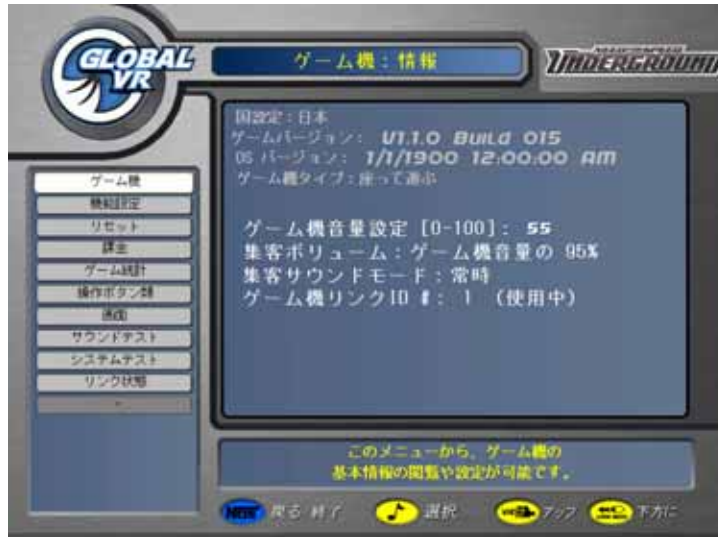 GLOBAL VR
ゲーム機:情報
UNDERGROUND
国設定:日本
ゲームバージョン: V1.1.0 BUILD 015
OS バージョン: 1/1/1900 12:00:00 AM
ゲーム機タイプ:座って遊ぶ
ゲーム機音量設定 [0-100]: 55
集客ボリューム:ゲーム機音量の 95%
集客サウンドモード:常時
ゲーム機リンクID #: 1 (使用中)
ゲーム機
機能設定
リセット
課金
ゲーム統計
操作ボタン類
画面
サウンドテスト
システムテスト
リンク状態
このメニューから、ゲーム機の
基本情報の閲覧や設定が可能です。
戻る 終了 選択 アップ 下方に